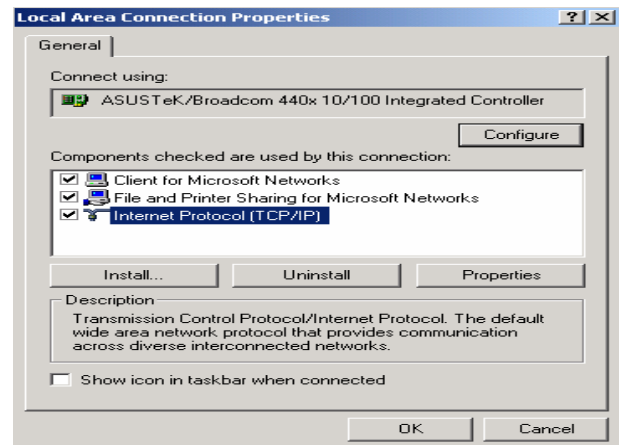 Local Area Connection Properties
General
Connect using:
ASUSTeK/Broadcom 440x 10/100 Integrated Controller
Configure
Components checked are used by this connection:
Client for Microsoft Networks
File and Printer Sharing for Microsoft Networks
Internet Protocol (TCP/IP)
Install... Uninstall Properties
Description
Transmission Control Protocol/Internet Protocol. The default
wide area network protocol that provides communication
across diverse interconnected networks.
Show icon in taskbar when connected
OK Cancel